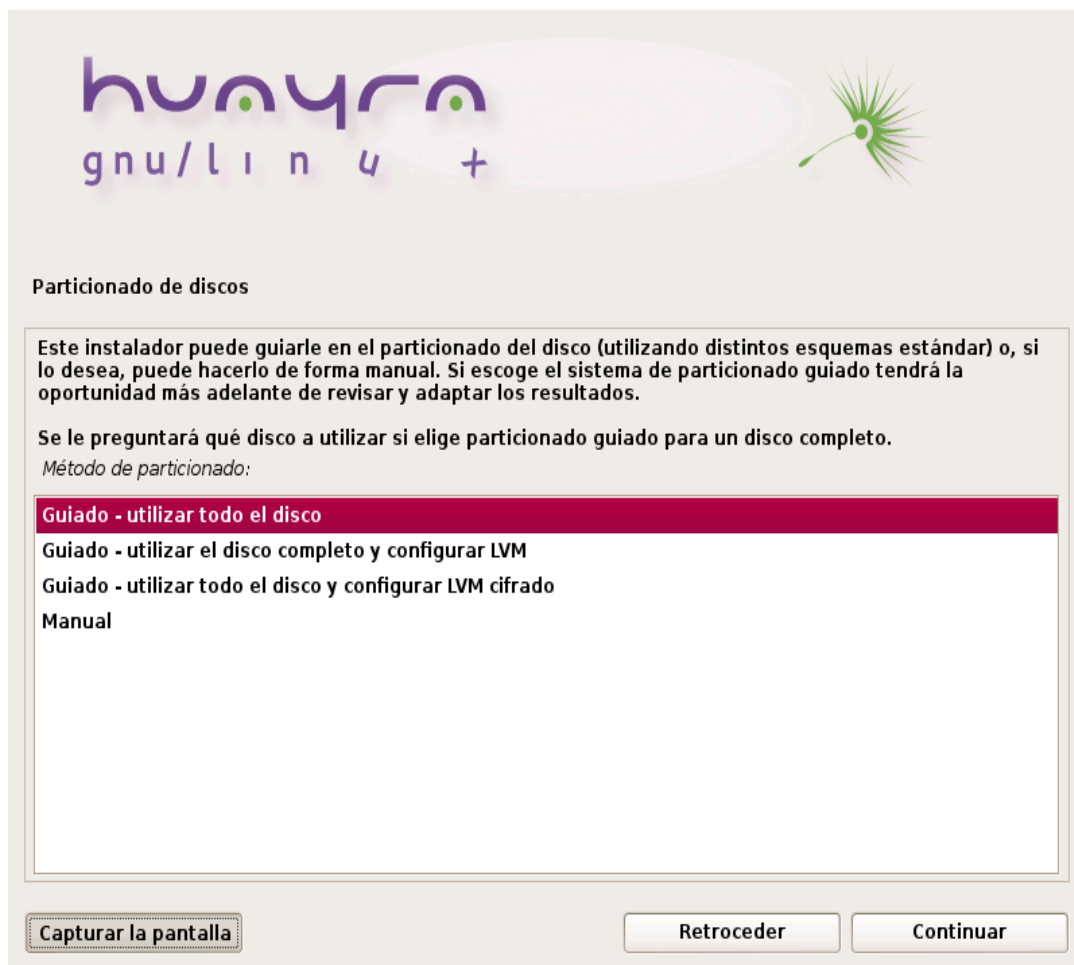 huayra
gnu/linux
Particionado de discos
Este instalador puede guiarle en el particionado del disco (utilizando distintos esquemas estándar) o, si
lo desea, puede hacerlo de forma manual. Si escoge el sistema de particionado guiado tendrá la
oportunidad más adelante de revisar y adaptar los resultados.
Se le preguntará qué disco a utilizar si elige particionado guiado para un disco completo.
Método de particionado:
Guiado - utilizar todo el disco
Guiado - utilizar el disco completo y configurar LVM
Guiado - utilizar todo el disco y configurar LVM cifrado
Manual
Capturar la pantalla
Retroceder
Continuar